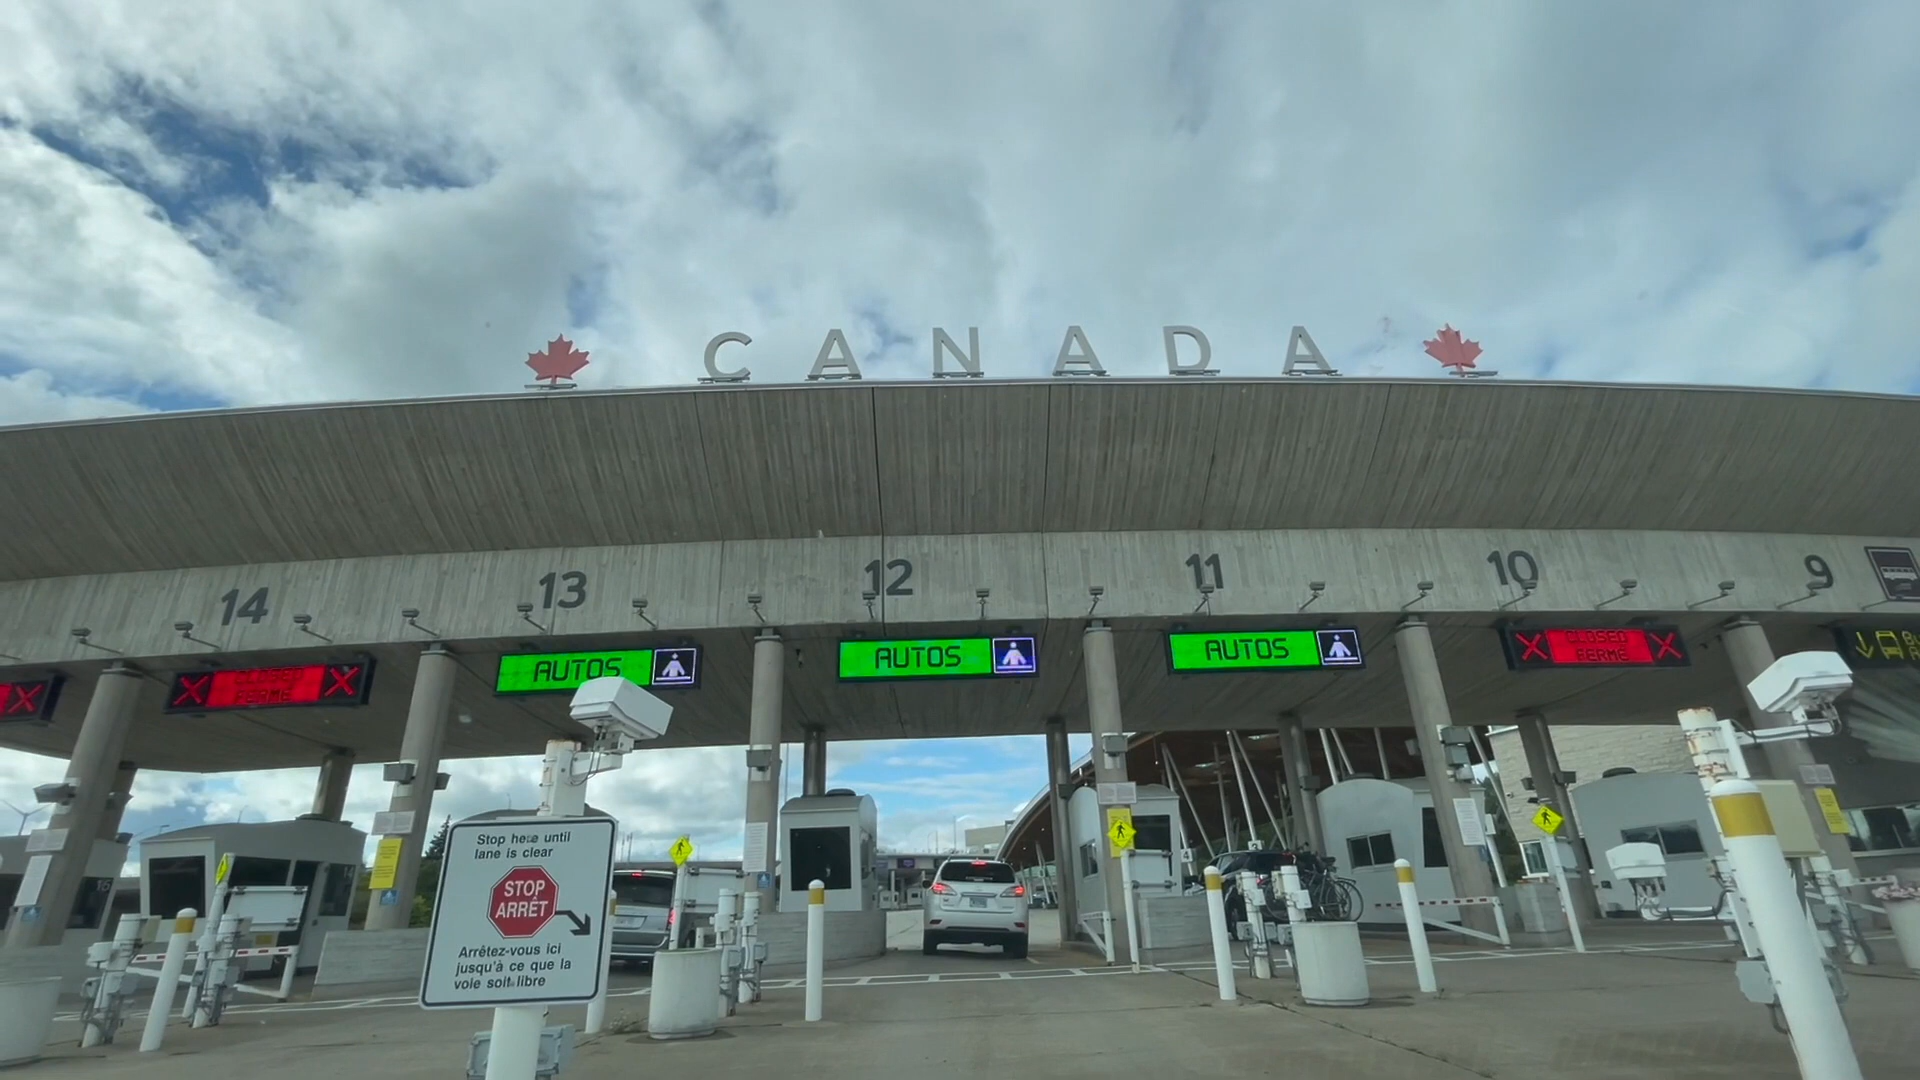 CANADA
14
13
12
11
10
9
CLOSED
FERMÉ
AUTOS
AUTOS
AUTOS
CLOSED
FERMÉ
Stop here until
lane is clear
STOP
ARRÊT
Arrêtez-vous ici
jusqu'à ce que la
voie soit libre